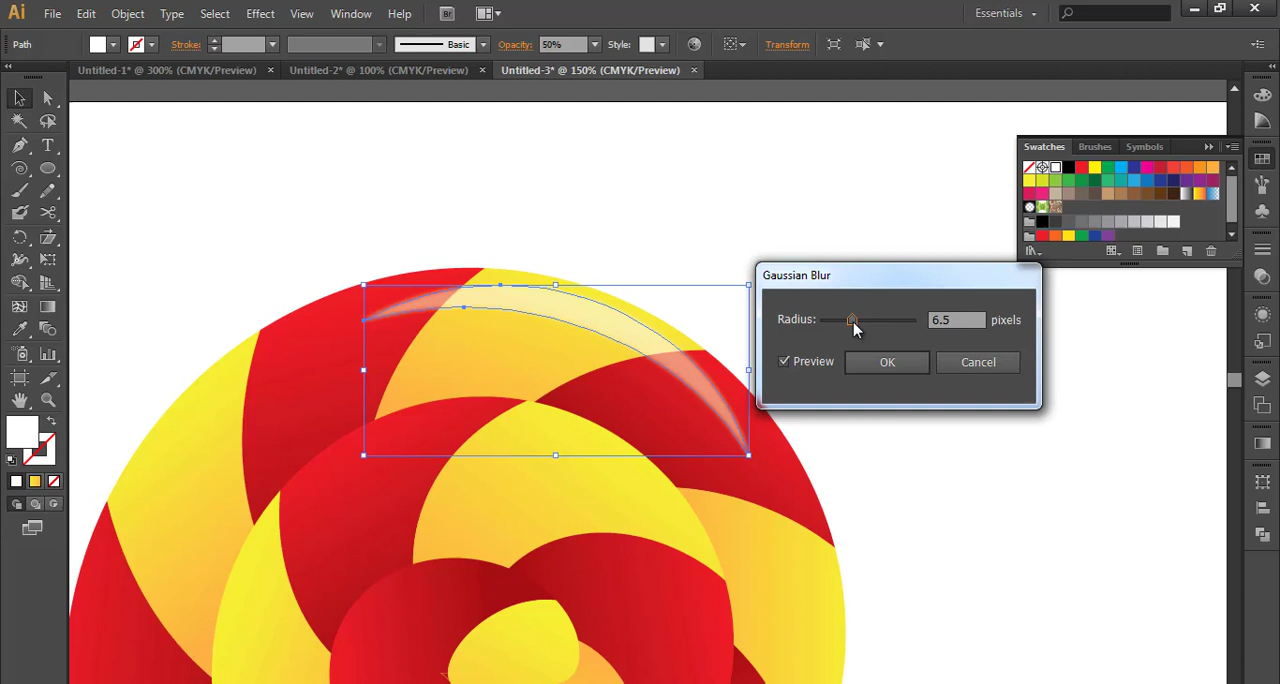 Ai File Edit Object Type Select Effect View Window Help Br Essentials
Path Stroke: Basic Opacity: 50% Style: Transform
Untitled-1* @ 300% (CMYK/Preview) × Untitled-2* @ 100% (CMYK/Preview) × Untitled-3* @ 150% (CMYK/Preview) ×
Swatches Brushes Symbols
T
Gaussian Blur
Radius: 6.5 pixels
Preview OK Cancel